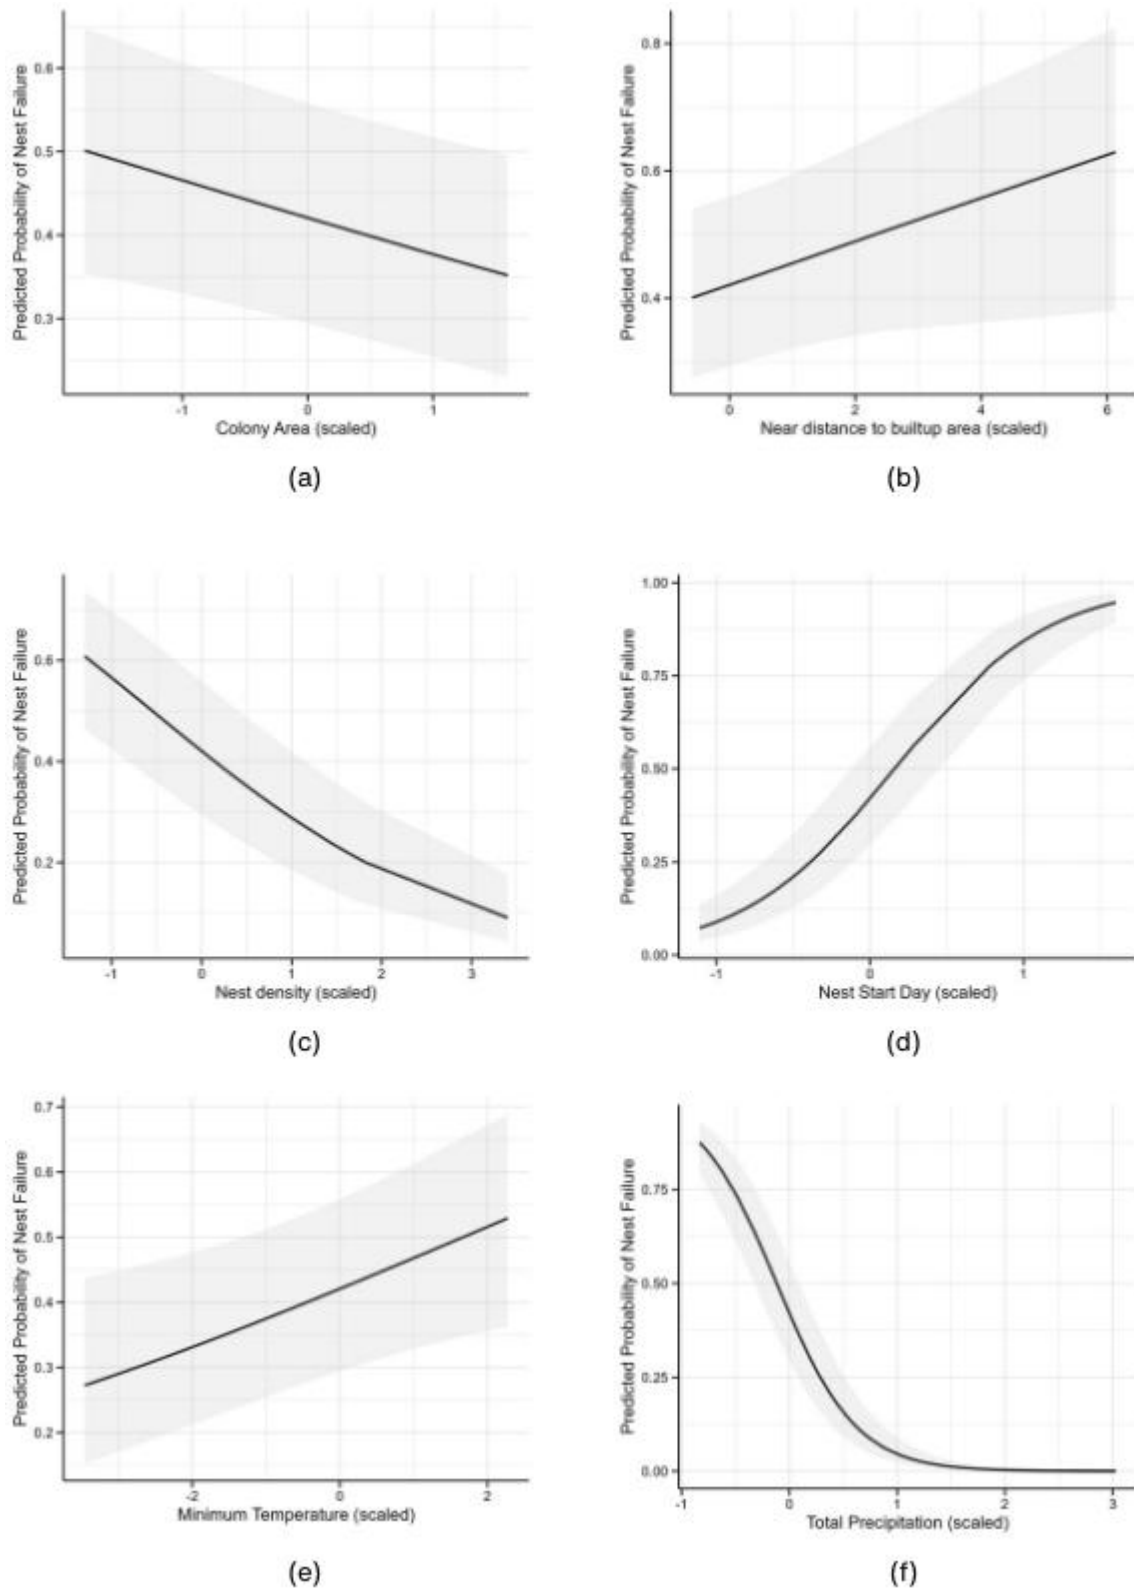 Predicted Probability of Nest Failure
0.6
0.5
0.4
0.3
-1 0 1
Colony Area (scaled)
(a)
Predicted Probability of Nest Failure
0.8
0.6
0.4
0 2 4 6
Near distance to builtup area (scaled)
(b)
Predicted Probability of Nest Failure
0.6
0.4
0.2
-1 0 1 2 3
Nest density (scaled)
(c)
Predicted Probability of Nest Failure
1.00
0.75
0.50
0.25
0.00
-1 0 1
Nest Start Day (scaled)
(d)
Predicted Probability of Nest Failure
0.7
0.6
0.5
0.4
0.3
0.2
-2 0 2
Minimum Temperature (scaled)
(e)
Predicted Probability of Nest Failure
0.75
0.50
0.25
0.00
-1 0 1 2 3
Total Precipitation (scaled)
(f)